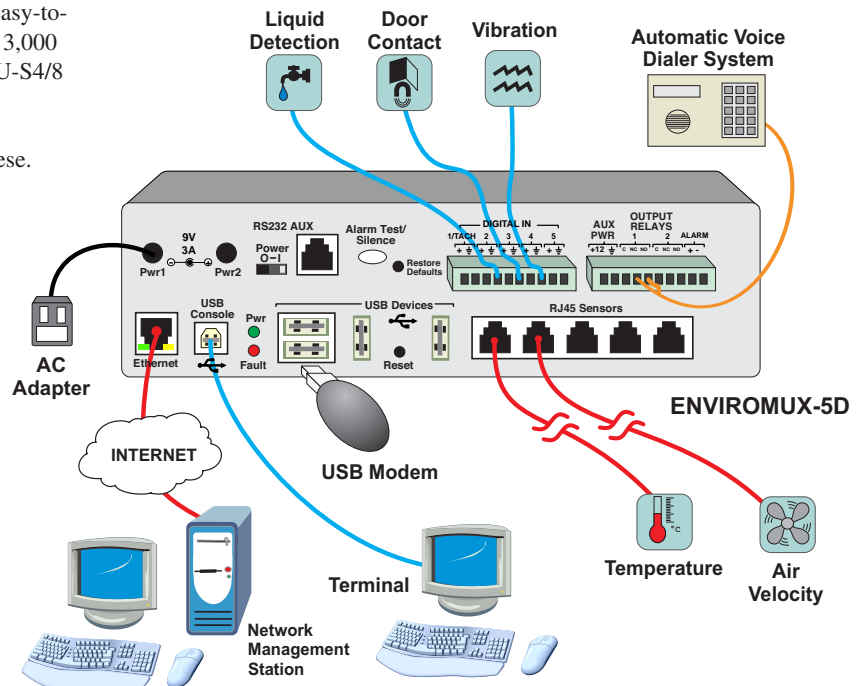 asy-to-
3,000
U-S4/8
ese.
Liquid
Detection
Door
Contact
Vibration
Automatic Voice
Dialer System
9V
3A
Pwr1
Pwr2
RS232 AUX
Power
O–I
Alarm Test/
Silence
Restore
Defaults
DIGITAL IN
1/TACH 2 3 4 5
+ + + + +
AUX
PWR
+12
OUTPUT
RELAYS
1 2 ALARM
C NC NO C NC NO + -
Ethernet
USB
Console
Pwr
Fault
USB Devices
Reset
RJ45 Sensors
AC
Adapter
ENVIROMUX-5D
INTERNET
USB Modem
°C
Temperature
Air
Velocity
Terminal
Network
Management
Station